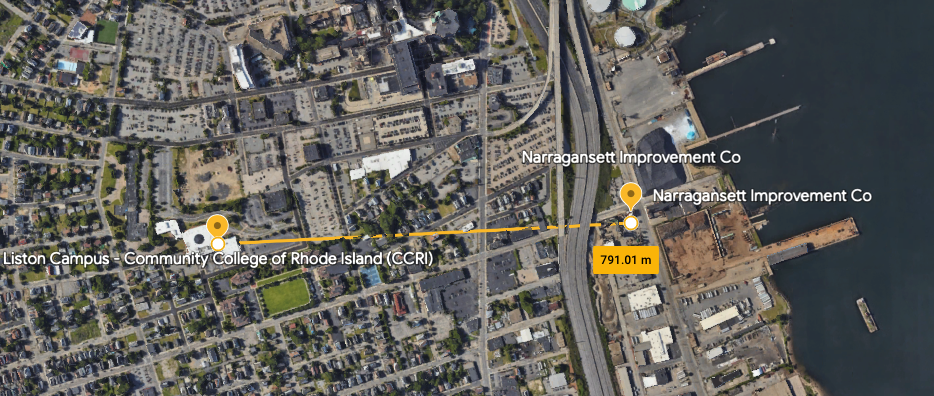 Narragansett Improvement Co
Narragansett Improvement Co
Liston Campus - Community College of Rhode Island (CCRI)
791.01 m